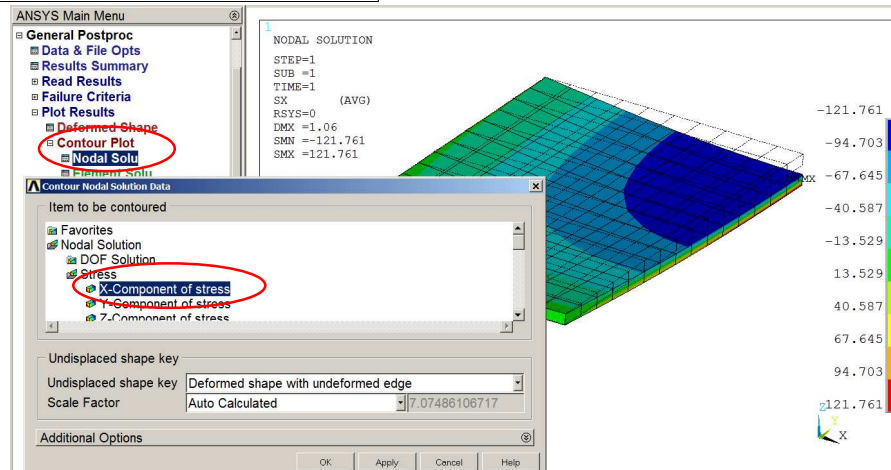 ANSYS Main Menu
General Postproc
Data & File Opts
Results Summary
Read Results
Failure Criteria
Plot Results
Deformed Shape
Contour Plot
Nodal Solu
Element Solu
1
NODAL SOLUTION
STEP=1
SUB =1
TIME=1
SX (AVG)
RSYS=0
DMX =1.06
SMN =-121.761
SMX =121.761
MX
-121.761
-94.703
-67.645
-40.587
-13.529
13.529
40.587
67.645
94.703
121.761
Z
Y
X
Contour Nodal Solution Data
Item to be contoured
Favorites
Nodal Solution
DOF Solution
Stress
X-Component of stress
Y-Component of stress
Z-Component of stress
Undisplaced shape key
Undisplaced shape key Deformed shape with undeformed edge
Scale Factor Auto Calculated 7.07486106717
Additional Options
OK Apply Cancel Help